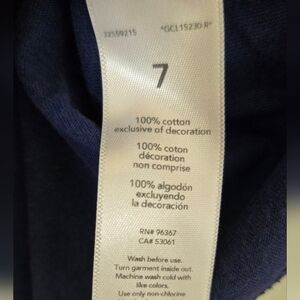 33559215 "GCL15230-R"
7
100% cotton
exclusive of decoration
100% coton
décoration
non comprise
100% algodón
excluyendo
la decoración
RN# 96367
CA# 53061
Wash before use.
Turn garment inside out.
Machine wash cold with
like colors.
Use only non-chlorine